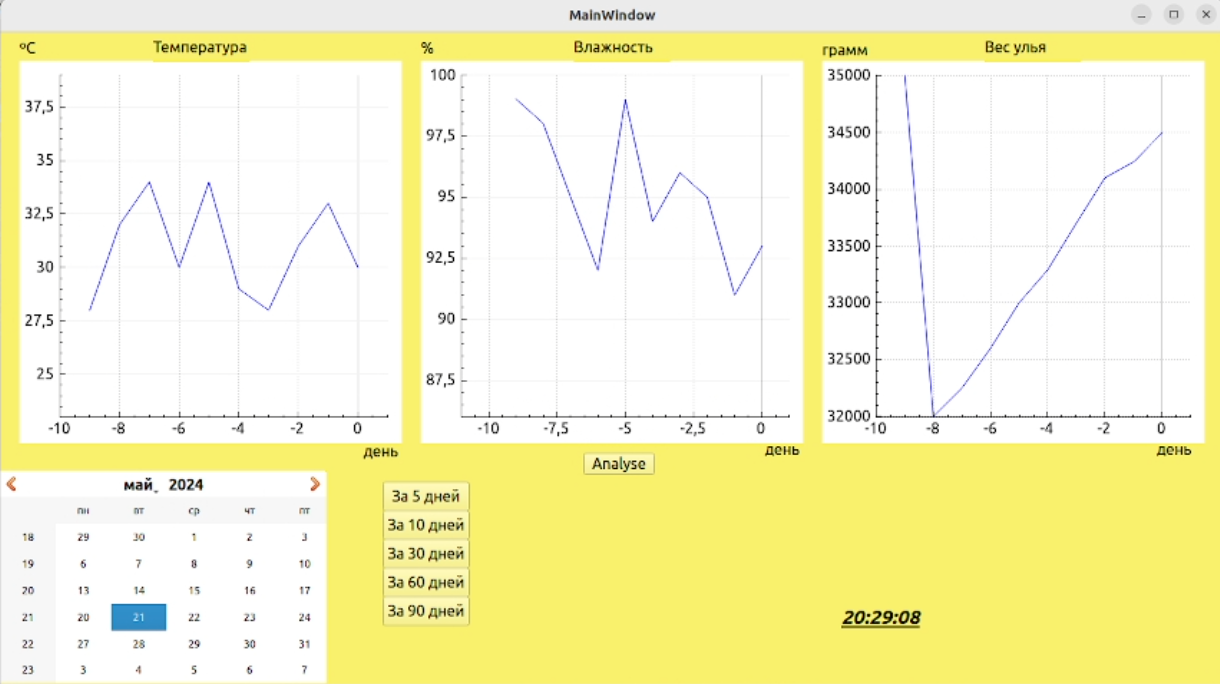 MainWindow
ºC Температура
37,5
35
32,5
30
27,5
25
-10 -8 -6 -4 -2 0
день
% Влажность
100
97,5
95
92,5
90
87,5
-10 -7,5 -5 -2,5 0
день
грамм Вес улья
35000
34500
34000
33500
33000
32500
32000
-10 -8 -6 -4 -2 0
день
Analyse
май, 2024
пн вт ср чт пт
18 29 30 1 2 3
19 6 7 8 9 10
20 13 14 15 16 17
21 20 21 22 23 24
22 27 28 29 30 31
23 3 4 5 6 7
За 5 дней
За 10 дней
За 30 дней
За 60 дней
За 90 дней
20:29:08